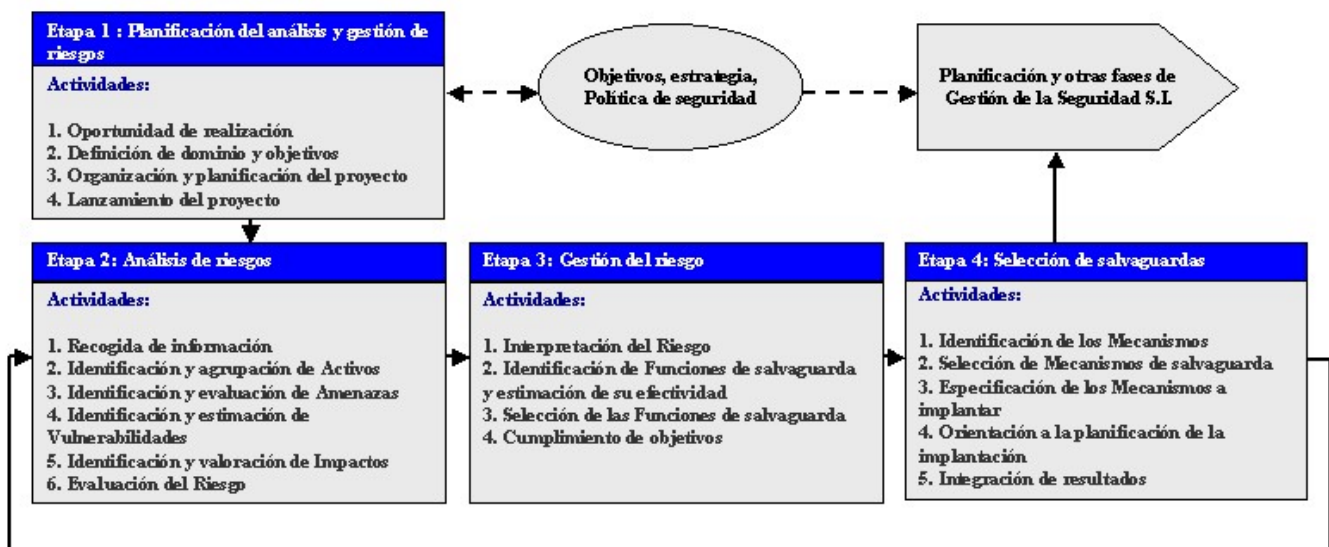 Etapa 1 : Planificación del análisis y gestión de
riesgos
Actividades:
1. Oportunidad de realización
2. Definición de dominio y objetivos
3. Organización y planificación del proyecto
4. Lanzamiento del proyecto
Objetivos, estrategia,
Política de seguridad
Planificación y otras fases de
Gestión de la Seguridad S.I.
Etapa 2: Análisis de riesgos
Actividades:
1. Recogida de información
2. Identificación y agrupación de Activos
3. Identificación y evaluación de Amenazas
4. Identificación y estimación de
Vulnerabilidades
5. Identificación y valoración de Impactos
6. Evaluación del Riesgo
Etapa 3: Gestión del riesgo
Actividades:
1. Interpretación del Riesgo
2. Identificación de Funciones de salvaguarda
y estimación de su efectividad
3. Selección de las Funciones de salvaguarda
4. Cumplimiento de objetivos
Etapa 4: Selección de salvaguardas
Actividades:
1. Identificación de los Mecanismos
2. Selección de Mecanismos de salvaguarda
3. Especificación de los Mecanismos a
implantar
4. Orientación a la planificación de la
implantación
5. Integración de resultados